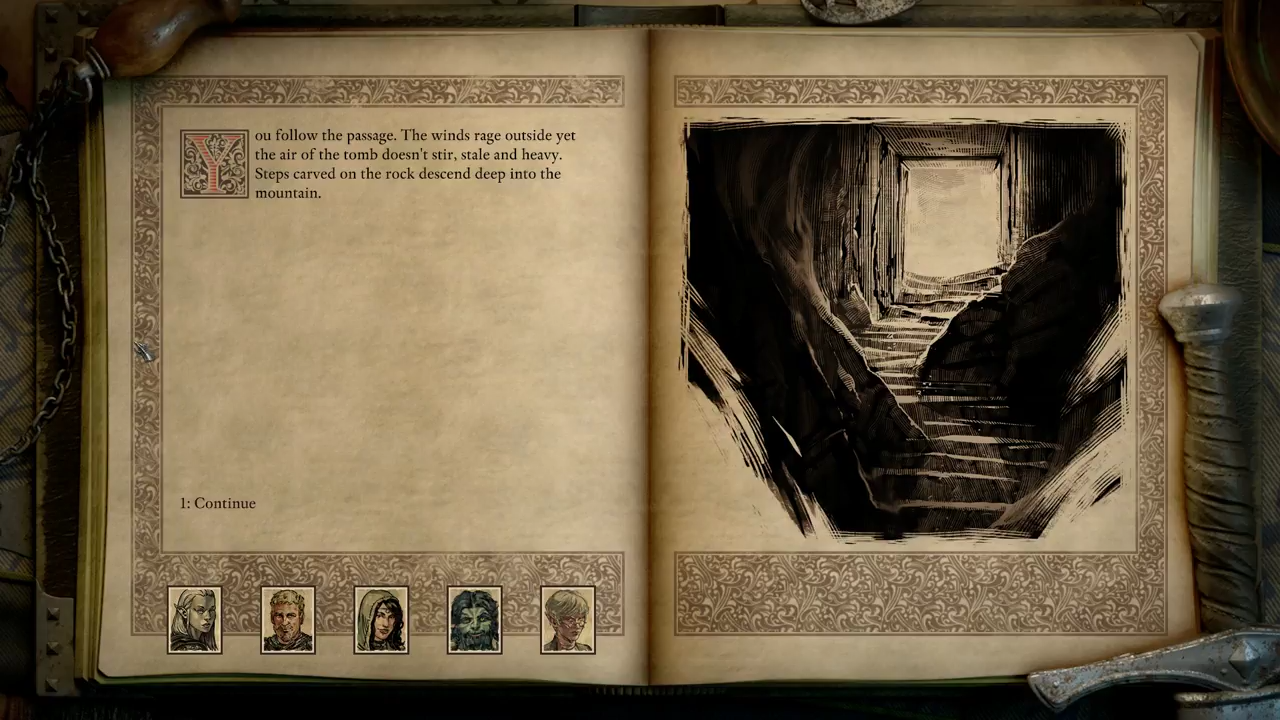 You follow the passage. The winds rage outside yet
the air of the tomb doesn't stir, stale and heavy.
Steps carved on the rock descend deep into the
mountain.
1: Continue